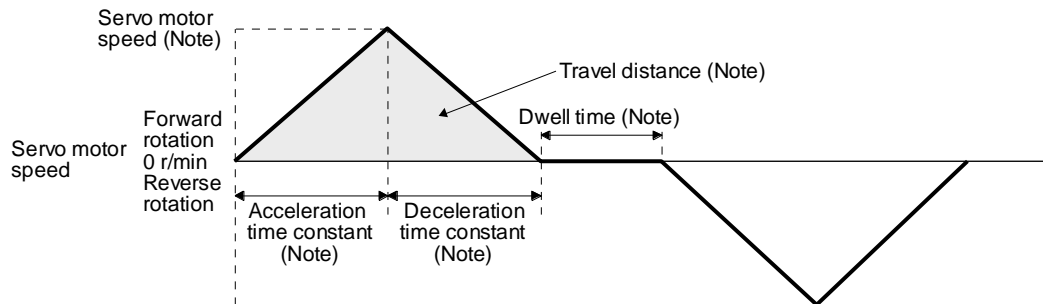 Servo motor
speed (Note)
Travel distance (Note)
Dwell time (Note)
Servo motor
speed
Forward
rotation
0 r/min
Reverse
rotation
Acceleration
time constant
(Note)
Deceleration
time constant
(Note)